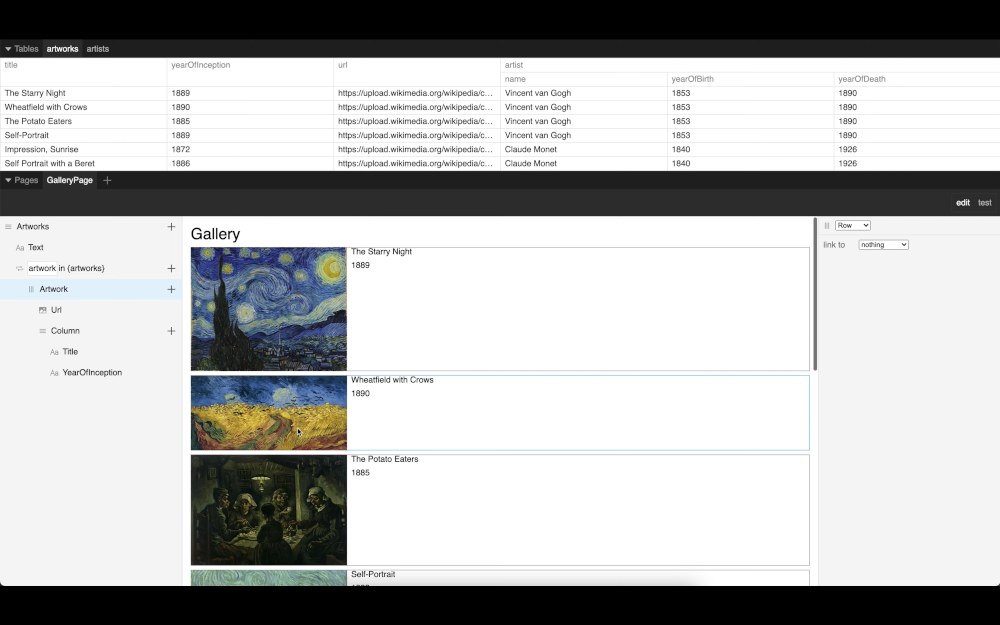 Tables artworks artists
title yearOfInception url artist
name yearOfBirth yearOfDeath
The Starry Night 1889 https://upload.wikimedia.org/wikipedia/c... Vincent van Gogh 1853 1890
Wheatfield with Crows 1890 https://upload.wikimedia.org/wikipedia/c... Vincent van Gogh 1853 1890
The Potato Eaters 1885 https://upload.wikimedia.org/wikipedia/c... Vincent van Gogh 1853 1890
Self-Portrait 1889 https://upload.wikimedia.org/wikipedia/c... Vincent van Gogh 1853 1890
Impression, Sunrise 1872 https://upload.wikimedia.org/wikipedia/c... Claude Monet 1840 1926
Self Portrait with a Beret 1886 https://upload.wikimedia.org/wikipedia/c... Claude Monet 1840 1926
Pages GalleryPage +
edit test
Artworks +
Aa Text
artwork in {artworks} +
Artwork +
Url
Column +
Aa Title
Aa YearOfInception
Gallery
The Starry Night
1889
Wheatfield with Crows
1890
The Potato Eaters
1885
Self-Portrait
Row
link to nothing